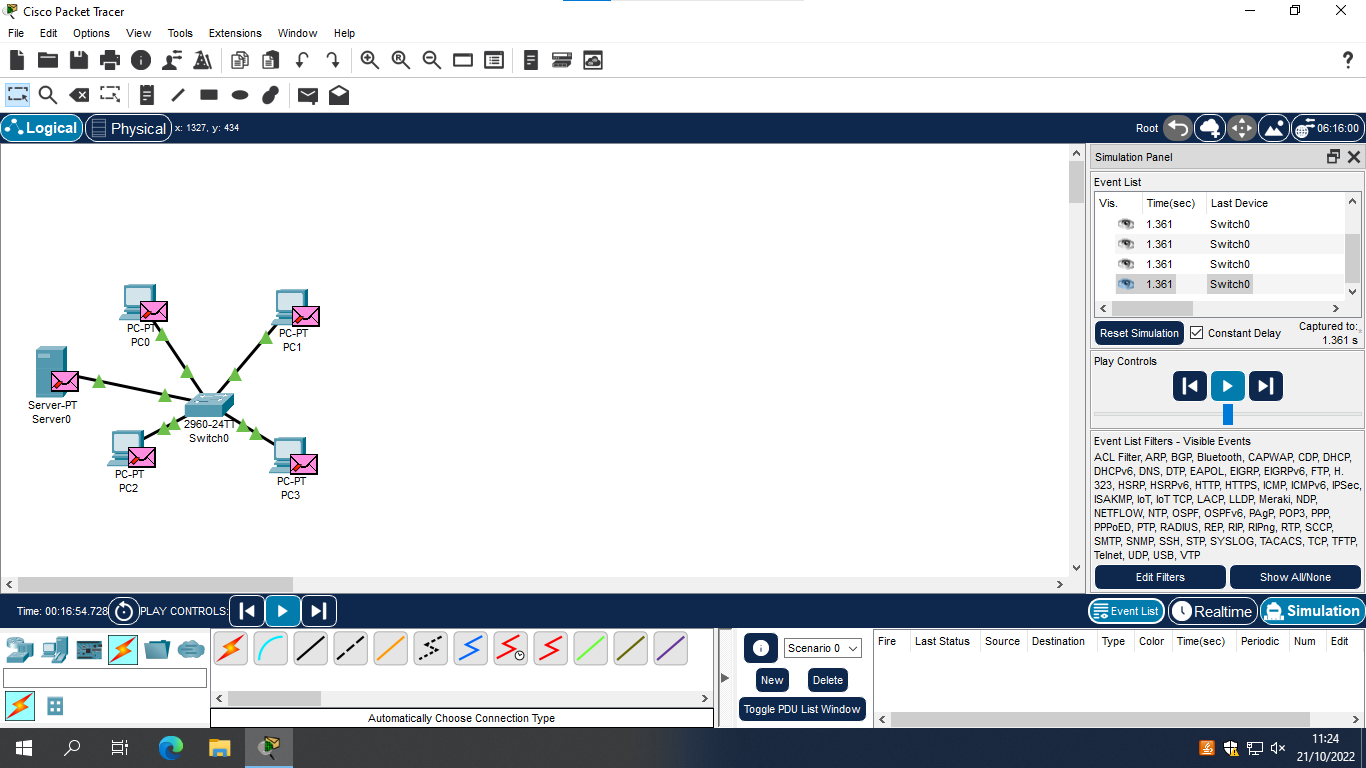 Cisco Packet Tracer
File Edit Options View Tools Extensions Window Help
Logical Physical x: 1327, y: 434 Root 06:16:00
PC-PT
PC0
PC-PT
PC1
Server-PT
Server0
2960-24TT
Switch0
PC-PT
PC2
PC-PT
PC3
Simulation Panel
Event List
Vis. Time(sec) Last Device
1.361 Switch0
1.361 Switch0
1.361 Switch0
1.361 Switch0
Reset Simulation Constant Delay Captured to:
1.361 s
Play Controls
Event List Filters - Visible Events
ACL Filter, ARP, BGP, Bluetooth, CAPWAP, CDP, DHCP,
DHCPv6, DNS, DTP, EAPOL, EIGRP, EIGRPv6, FTP, H.
323, HSRP, HSRPv6, HTTP, HTTPS, ICMP, ICMPv6, IPSec,
ISAKMP, IoT, IoT TCP, LACP, LLDP, Meraki, NDP,
NETFLOW, NTP, OSPF, OSPFv6, PAgP, POP3, PPP,
PPPoED, PTP, RADIUS, REP, RIP, RIPng, RTP, SCCP,
SMTP, SNMP, SSH, STP, SYSLOG, TACACS, TCP, TFTP,
Telnet, UDP, USB, VTP
Edit Filters Show All/None
Time: 00:16:54.728 PLAY CONTROLS: Event List Realtime Simulation
Automatically Choose Connection Type
Scenario 0
New Delete
Toggle PDU List Window
Fire Last Status Source Destination Type Color Time(sec) Periodic Num Edit
11:24
21/10/2022